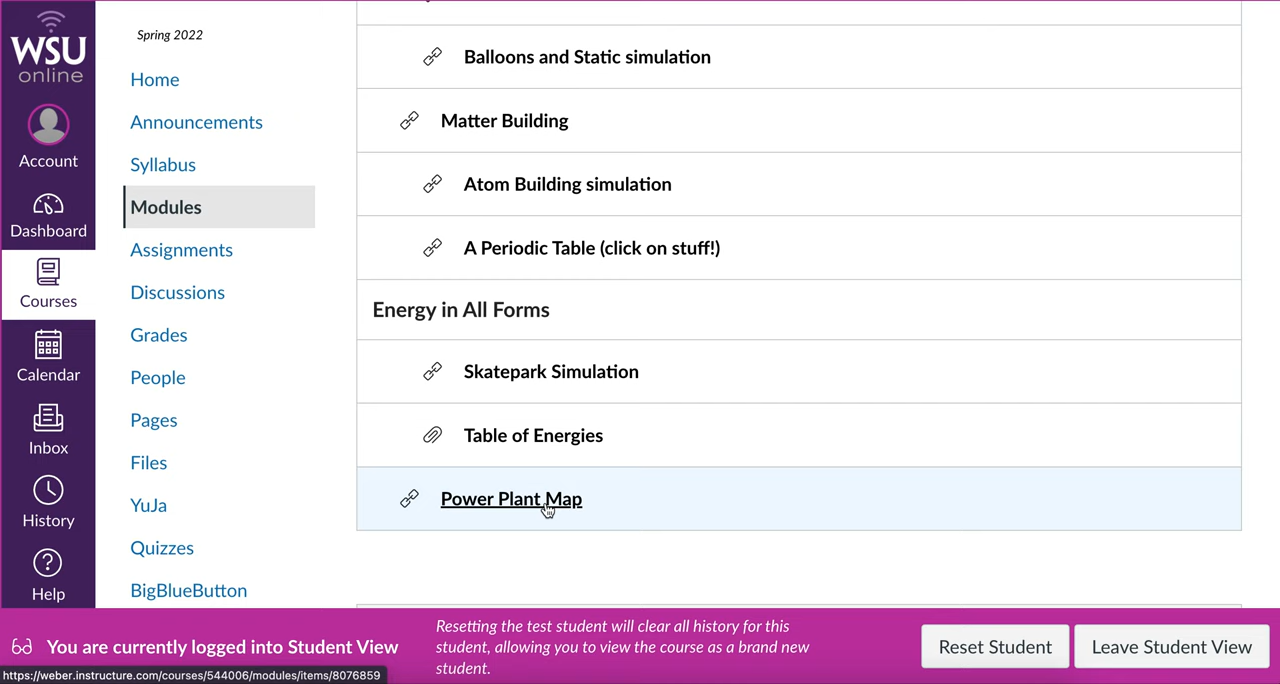 WSU
online
Account
Dashboard
Courses
Calendar
Inbox
History
Help
Spring 2022
Home
Announcements
Syllabus
Modules
Assignments
Discussions
Grades
People
Pages
Files
YuJa
Quizzes
BigBlueButton
Balloons and Static simulation
Matter Building
Atom Building simulation
A Periodic Table (click on stuff!)
Energy in All Forms
Skatepark Simulation
Table of Energies
Power Plant Map
You are currently logged into Student View
Resetting the test student will clear all history for this
student, allowing you to view the course as a brand new
student.
Reset Student
Leave Student View
https://weber.instructure.com/courses/544006/modules/items/8076859